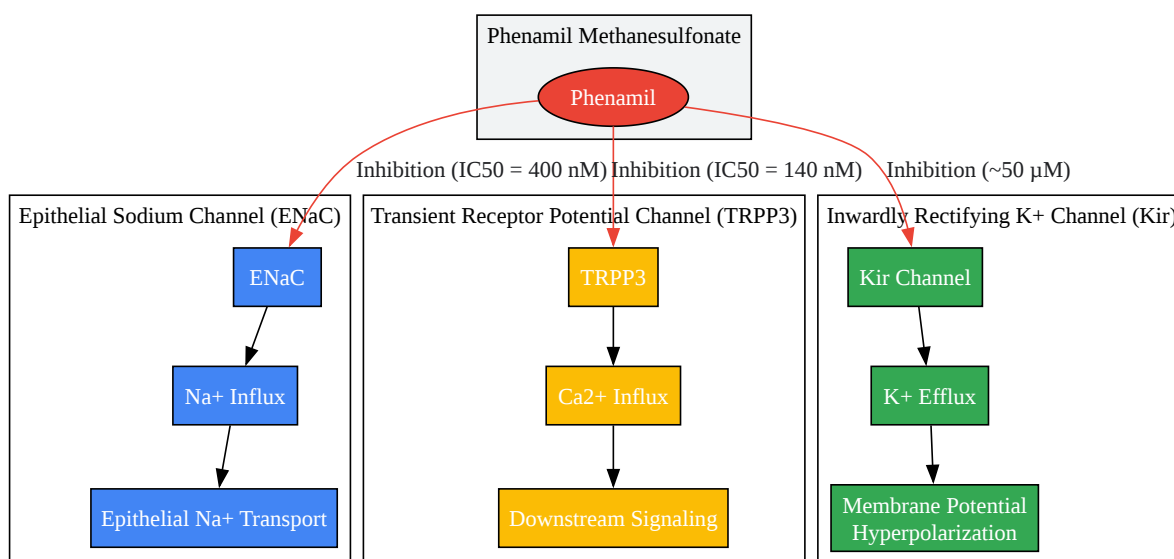 Phenamil Methanesulfonate
Phenamil
Inhibition (IC50 = 400 nM)
Inhibition (IC50 = 140 nM)
Inhibition (~50 µM)
Epithelial Sodium Channel (ENaC)
Transient Receptor Potential Channel (TRPP3)
Inwardly Rectifying K+ Channel (Kir)
ENaC
TRPP3
Kir Channel
Na+ Influx
Ca2+ Influx
K+ Efflux
Epithelial Na+ Transport
Downstream Signaling
Membrane Potential
Hyperpolarization